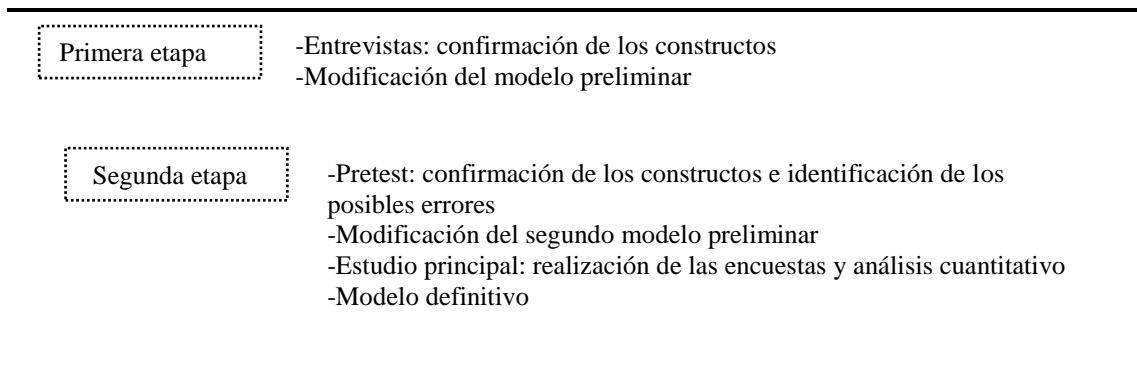 Primera etapa
-Entrevistas: confirmación de los constructos
-Modificación del modelo preliminar
Segunda etapa
-Pretest: confirmación de los constructos e identificación de los
posibles errores
-Modificación del segundo modelo preliminar
-Estudio principal: realización de las encuestas y análisis cuantitativo
-Modelo definitivo